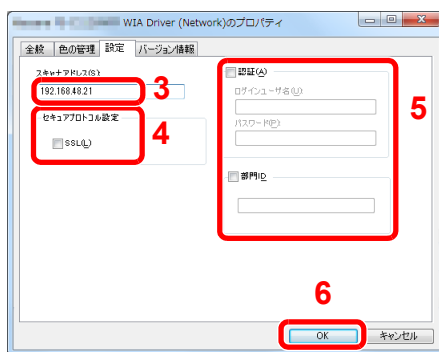 WIA Driver (Network)のプロパティ
全般 色の管理 設定 バージョン情報
スキャナアドレス(S):
192.168.48.21
3
セキュアプロトコル設定
SSL(L)
4
認証(A)
ログインユーザ名(U):
パスワード(P):
5
部門ID
6
OK キャンセル